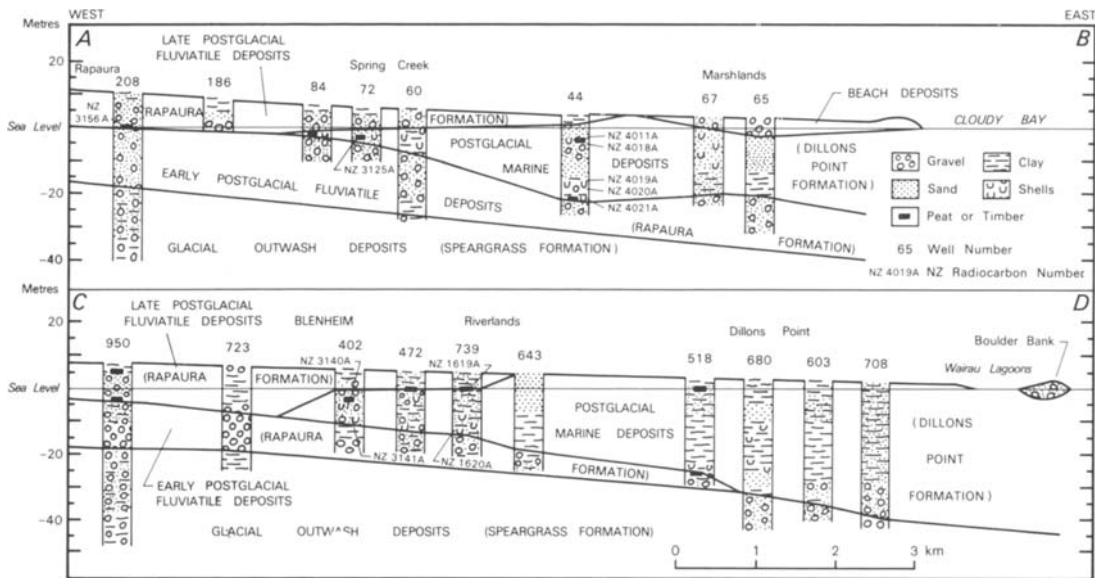 WEST
EAST
Metres
A
B
LATE POSTGLACIAL
FLUVIATILE DEPOSITS
20
Rapaura
Spring Creek
Marshlands
208
186
84
72
60
44
67
65
BEACH DEPOSITS
NZ
3156A
(RAPAURA
FORMATION)
NZ 4011A
NZ 4018A
Sea Level
CLOUDY BAY
POSTGLACIAL
MARINE
DEPOSITS
(DILLONS
POINT
FORMATION)
NZ 3125A
NZ 4019A
NZ 4020A
NZ 4021A
-20
EARLY POSTGLACIAL FLUVIATILE
DEPOSITS
(RAPAURA
FORMATION)
GLACIAL OUTWASH DEPOSITS (SPEARGRASS FORMATION)
-40
Gravel
Clay
Sand
Shells
Peat or Timber
65 Well Number
NZ 4019A NZ Radiocarbon Number
Metres
C
D
LATE POSTGLACIAL
FLUVIATILE DEPOSITS
20
BLENHEIM
Riverlands
Dillons Point
Boulder Bank
950
723
NZ 3140A
402
472
NZ 1619A
739
643
518
680
603
708
Wairau Lagoons
(RAPAURA
FORMATION)
Sea Level
POSTGLACIAL
MARINE DEPOSITS
(DILLONS
POINT
FORMATION)
(RAPAURA
FORMATION)
NZ 3141A
NZ 1620A
-20
EARLY POSTGLACIAL
FLUVIATILE DEPOSITS
-40
GLACIAL OUTWASH DEPOSITS (SPEARGRASS FORMATION)
0 1 2 3 km